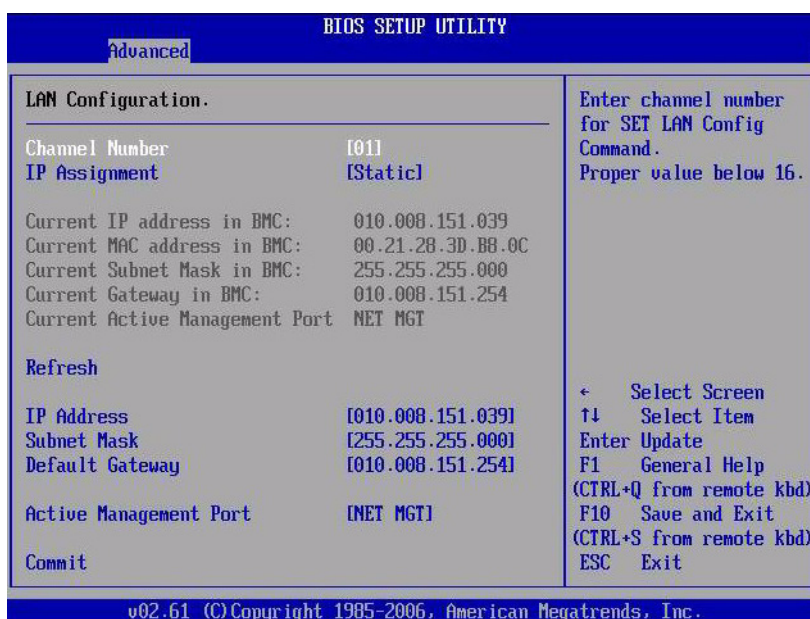 BIOS SETUP UTILITY
Advanced
LAN Configuration.
Channel Number [01]
IP Assignment [Static]
Current IP address in BMC: 010.008.151.039
Current MAC address in BMC: 00.21.28.3D.B8.0C
Current Subnet Mask in BMC: 255.255.255.000
Current Gateway in BMC: 010.008.151.254
Current Active Management Port NET MGT
Refresh
IP Address [010.008.151.039]
Subnet Mask [255.255.255.000]
Default Gateway [010.008.151.254]
Active Management Port [NET MGT]
Commit
Enter channel number
for SET LAN Config
Command.
Proper value below 16.
← Select Screen
↑↓ Select Item
Enter Update
F1 General Help
(CTRL+Q from remote kbd)
F10 Save and Exit
(CTRL+S from remote kbd)
ESC Exit
v02.61 (C)Copyright 1985-2006, American Megatrends, Inc.